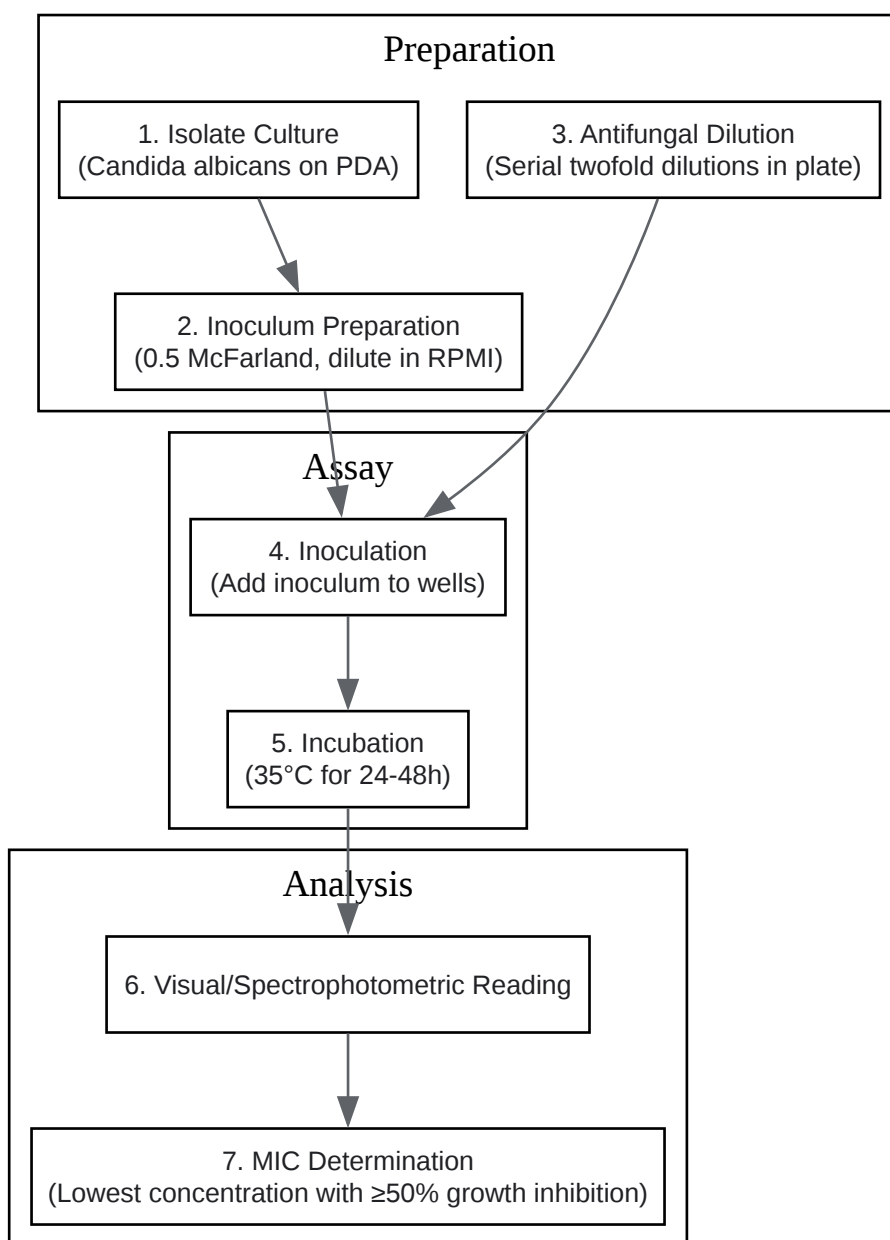 Preparation
1. Isolate Culture
(Candida albicans on PDA)
3. Antifungal Dilution
(Serial twofold dilutions in plate)
2. Inoculum Preparation
(0.5 McFarland, dilute in RPMI)
Assay
4. Inoculation
(Add inoculum to wells)
5. Incubation
(35°C for 24-48h)
Analysis
6. Visual/Spectrophotometric Reading
7. MIC Determination
(Lowest concentration with ≥50% growth inhibition)